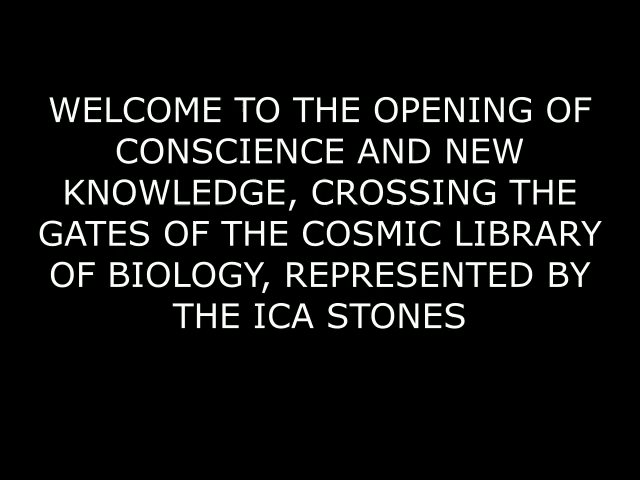 WELCOME TO THE OPENING OF
CONSCIENCE AND NEW
KNOWLEDGE, CROSSING THE
GATES OF THE COSMIC LIBRARY
OF BIOLOGY, REPRESENTED BY
THE ICA STONES